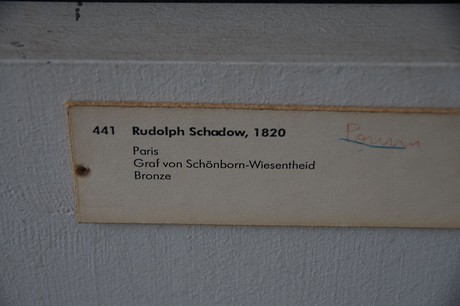 441 Rudolph Schadow, 1820
Paris
Graf von Schönborn-Wiesentheid
Bronze